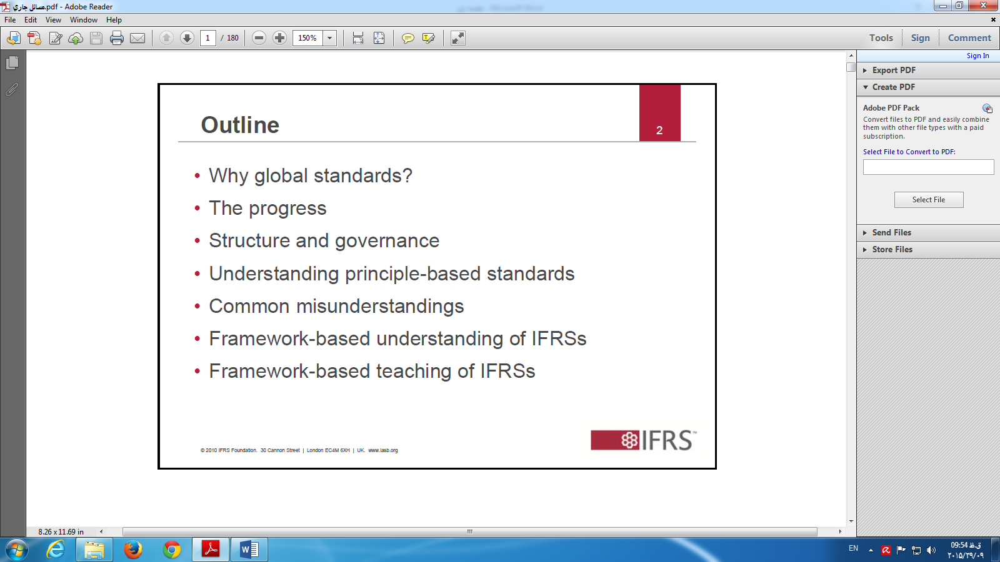 مسائل جاري.pdf - Adobe Reader
File Edit View Window Help
1 / 180 150% Tools Sign Comment
Sign In
Export PDF
Create PDF
Adobe PDF Pack
Convert files to PDF and easily combine
them with other file types with a paid
subscription.
Select File to Convert to PDF:
Select File
Send Files
Store Files
Outline
2
• Why global standards?
• The progress
• Structure and governance
• Understanding principle-based standards
• Common misunderstandings
• Framework-based understanding of IFRSs
• Framework-based teaching of IFRSs
IFRS™
© 2010 IFRS Foundation. 30 Cannon Street | London EC4M 6XH | UK. www.iasb.org
8.26 x 11.69 in
EN
09:54 ق.ظ
٢٠١٥/٢٩/٠٩